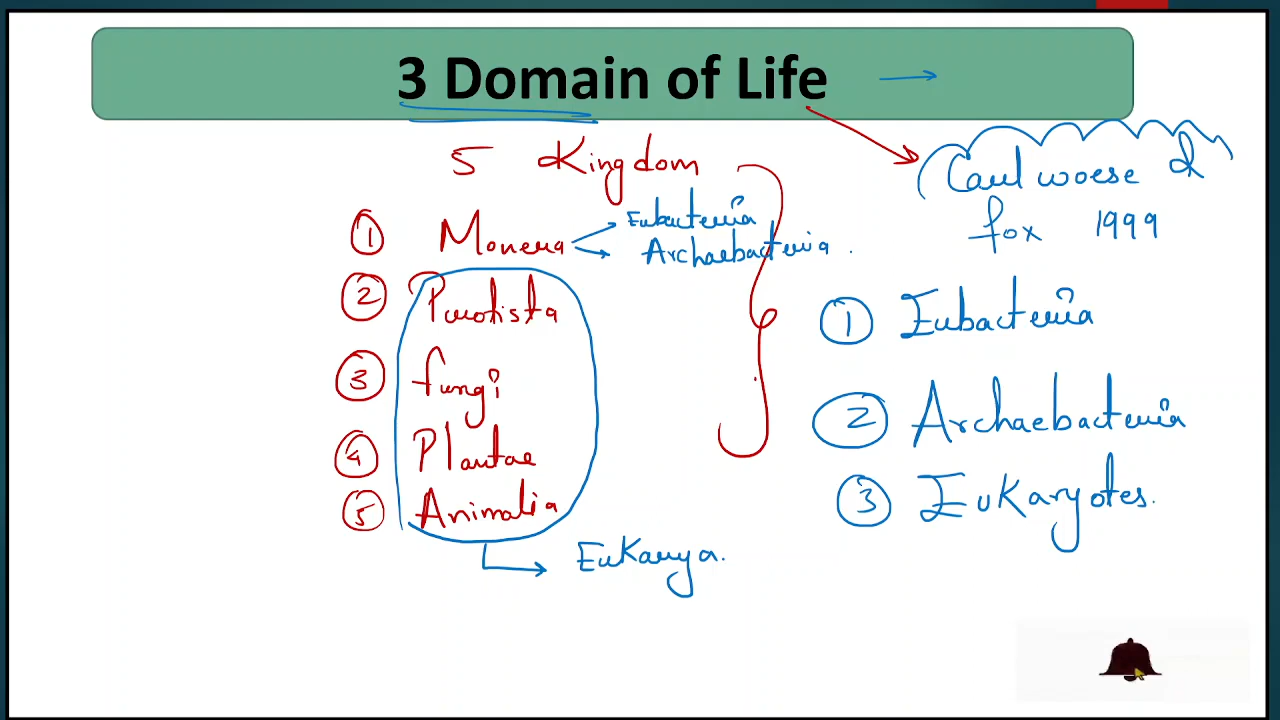 3 Domain of Life
5 Kingdom
Carl woese &
fox 1999
1 Monera
Eubacteria
Archaebacteria.
2 Protista
3 fungi
4 Plantae
5 Animalia
Eukarya.
1 Eubacteria
2 Archaebacteria
3 Eukaryotes.